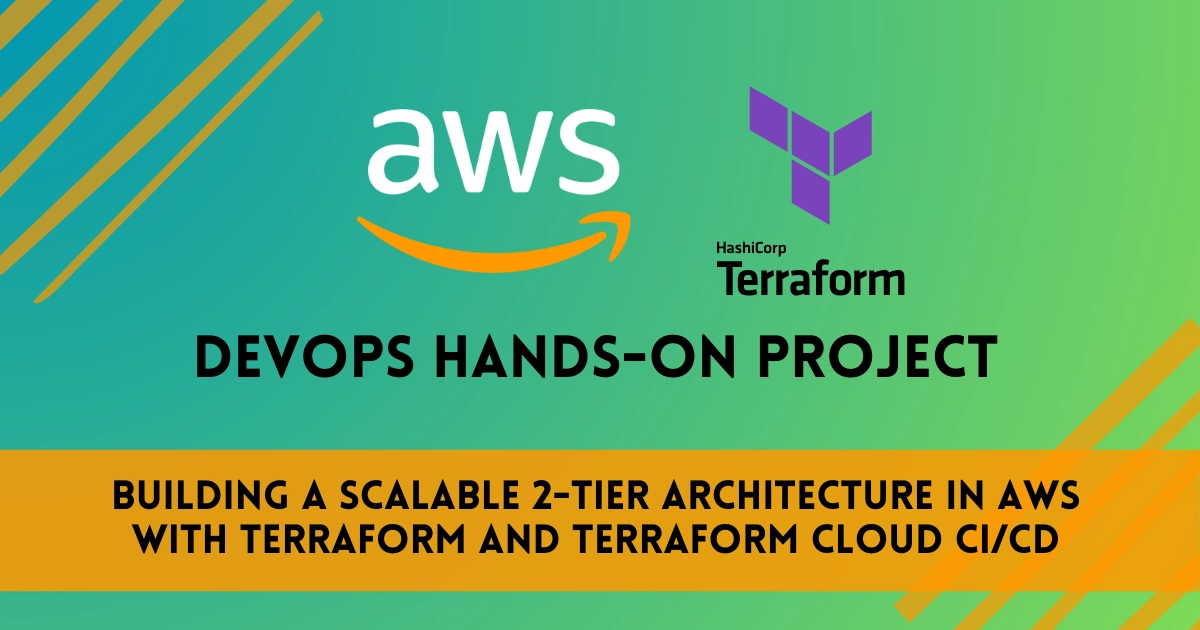 aws
HashiCorp
Terraform
DEVOPS HANDS-ON PROJECT
BUILDING A SCALABLE 2-TIER ARCHITECTURE IN AWS
WITH TERRAFORM AND TERRAFORM CLOUD CI/CD